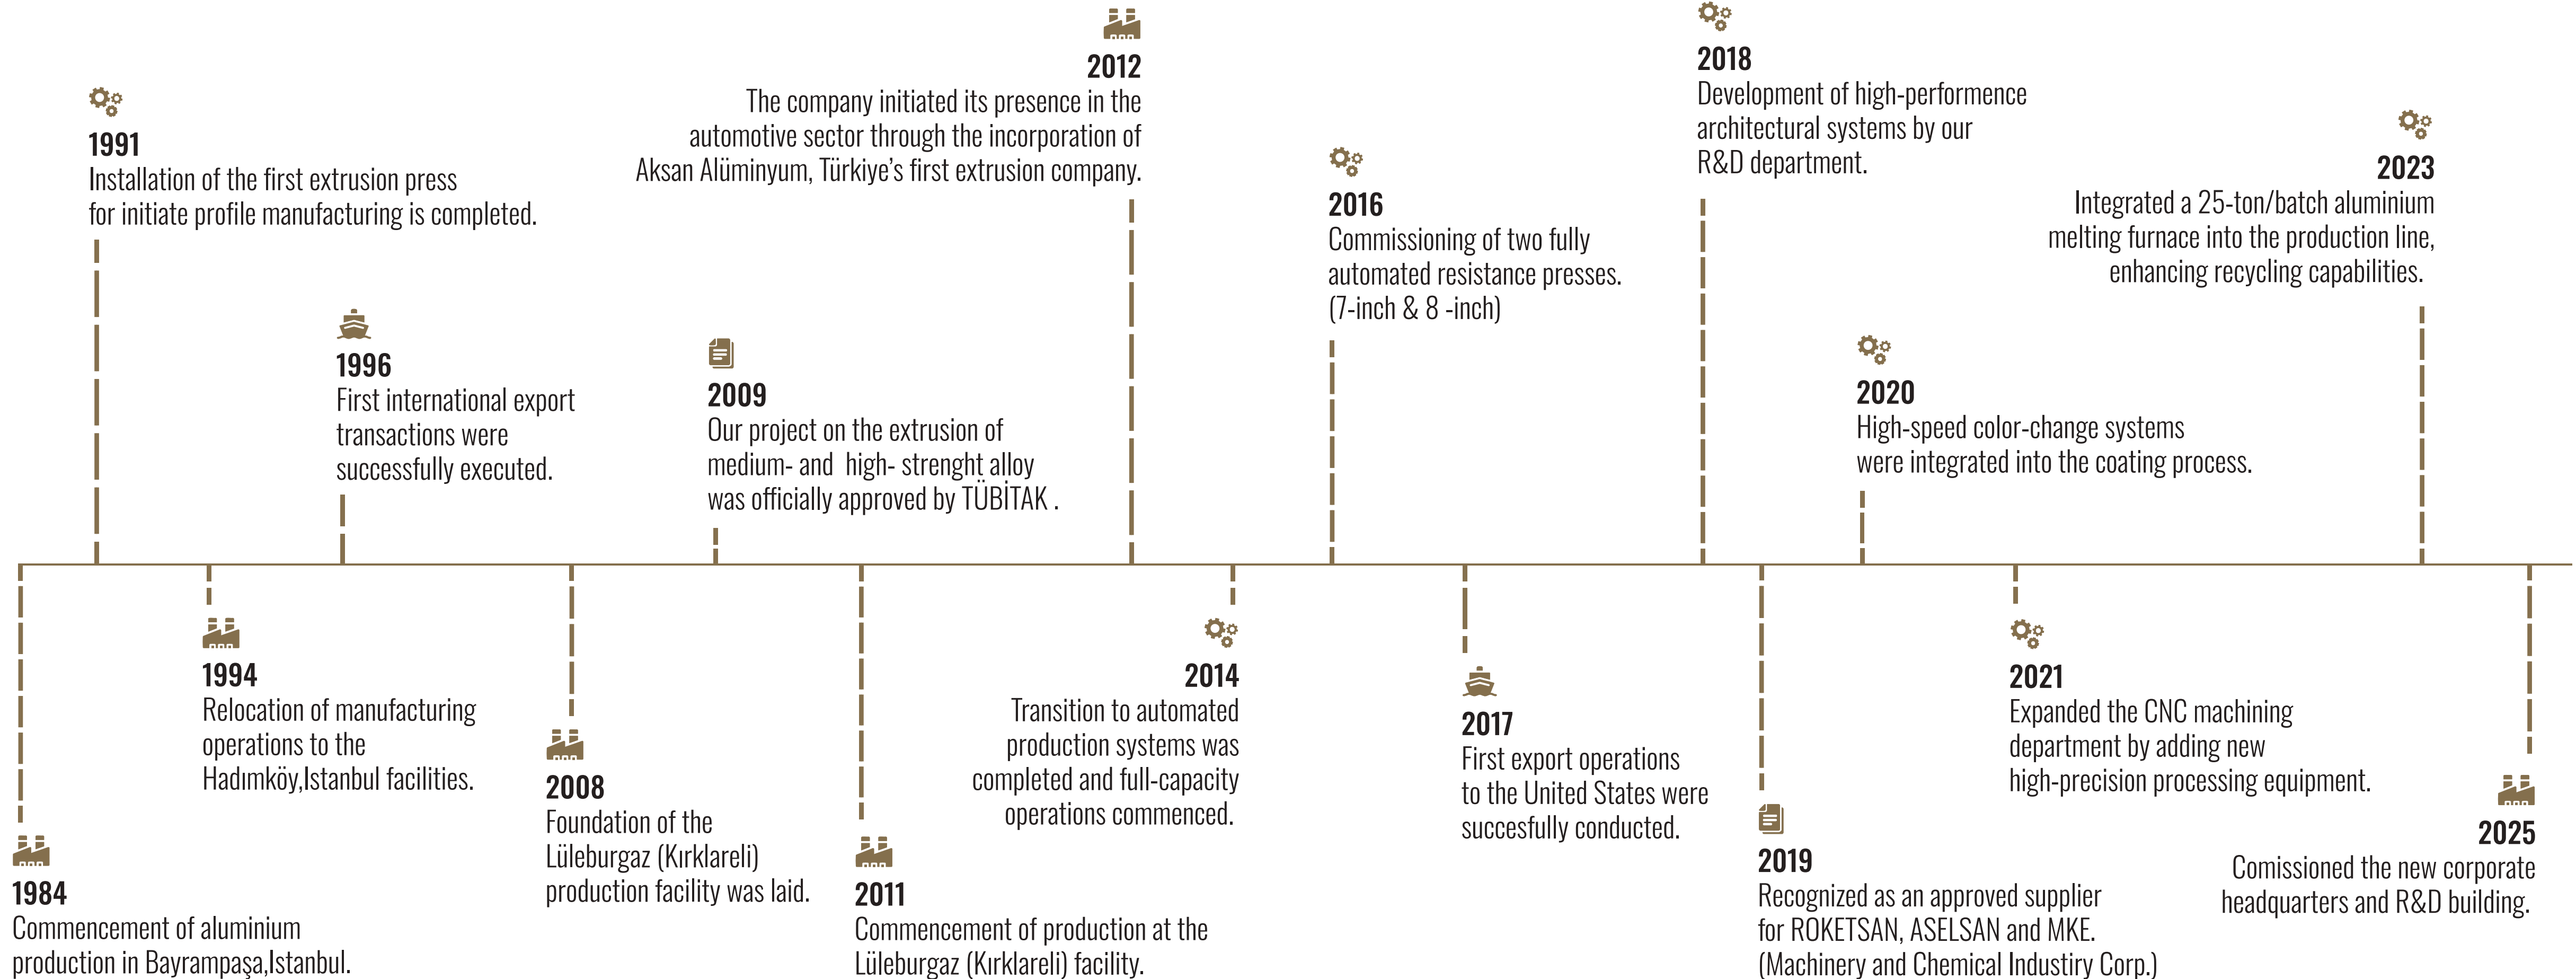 1984
Commencement of aluminium
production in Bayrampaşa,Istanbul.
1991
Installation of the first extrusion press
for initiate profile manufacturing is completed.
1994
Relocation of manufacturing
operations to the
Hadımköy,Istanbul facilities.
1996
First international export
transactions were
successfully executed.
2008
Foundation of the
Lüleburgaz (Kırklareli)
production facility was laid.
2009
Our project on the extrusion of
medium- and  high- strenght alloy
was officially approved by TÜBİTAK .
2011
Commencement of production at the
Lüleburgaz (Kırklareli) facility.
2012
The company initiated its presence in the
automotive sector through the incorporation of
Aksan Alüminyum, Türkiye’s first extrusion company.
2014
Transition to automated
production systems was
completed and full-capacity
operations commenced.
2016
Commissioning of two fully
automated resistance presses.
(7-inch & 8 -inch)
2017
First export operations
to the United States were
succesfully conducted.
2018
Development of high-performence
architectural systems by our
R&D department.
2019
Recognized as an approved supplier
for ROKETSAN, ASELSAN and MKE.
(Machinery and Chemical Industiry Corp.)
2020
High-speed color-change systems
were integrated into the coating process.
2021
Expanded the CNC machining
department by adding new
high-precision processing equipment.
2023
Integrated a 25-ton/batch aluminium
melting furnace into the production line,
enhancing recycling capabilities.
2025
Comissioned the new corporate
headquarters and R&D building.